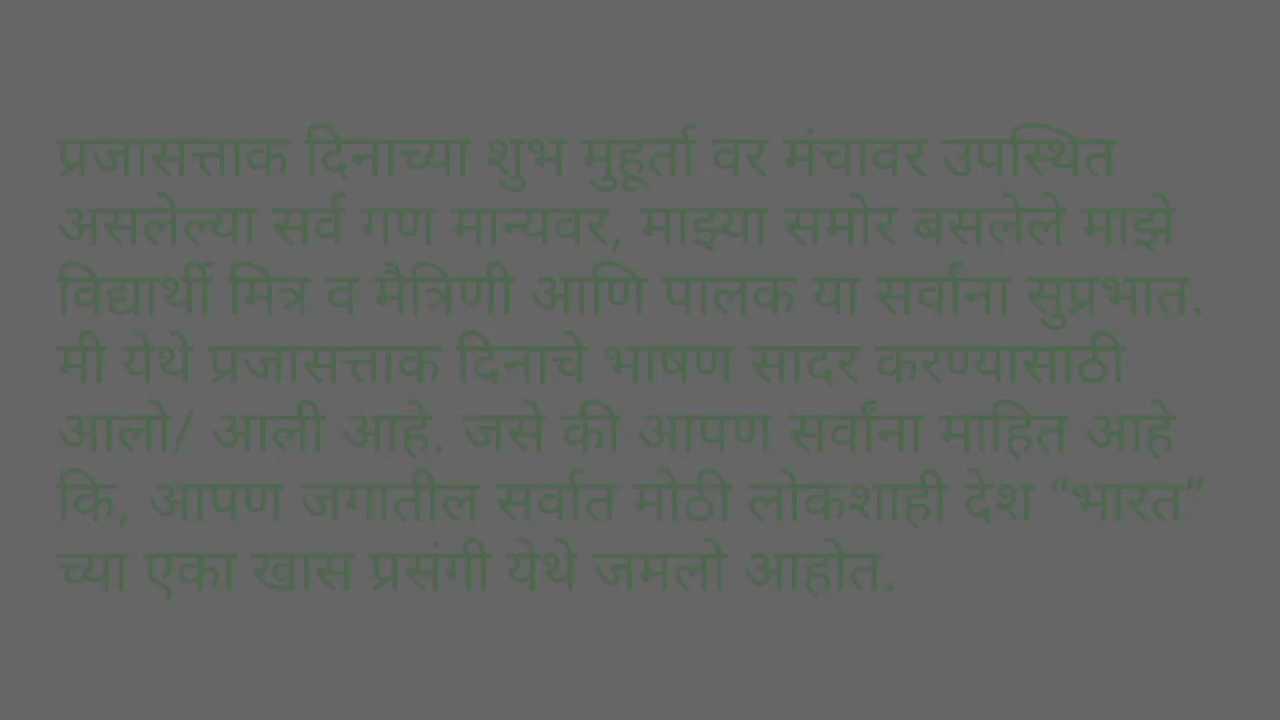 प्रजासत्ताक दिनाच्या शुभ मुहूर्ता वर मंचावर उपस्थित
असलेल्या सर्व गण मान्यवर, माझ्या समोर बसलेले माझे
विद्यार्थी मित्र व मैत्रिणी आणि पालक या सर्वांना सुप्रभात.
मी येथे प्रजासत्ताक दिनाचे भाषण सादर करण्यासाठी
आलो/ आली आहे. जसे की आपण सर्वांना माहित आहे
कि, आपण जगातील सर्वात मोठी लोकशाही देश “भारत”
च्या एका खास प्रसंगी येथे जमलो आहोत.